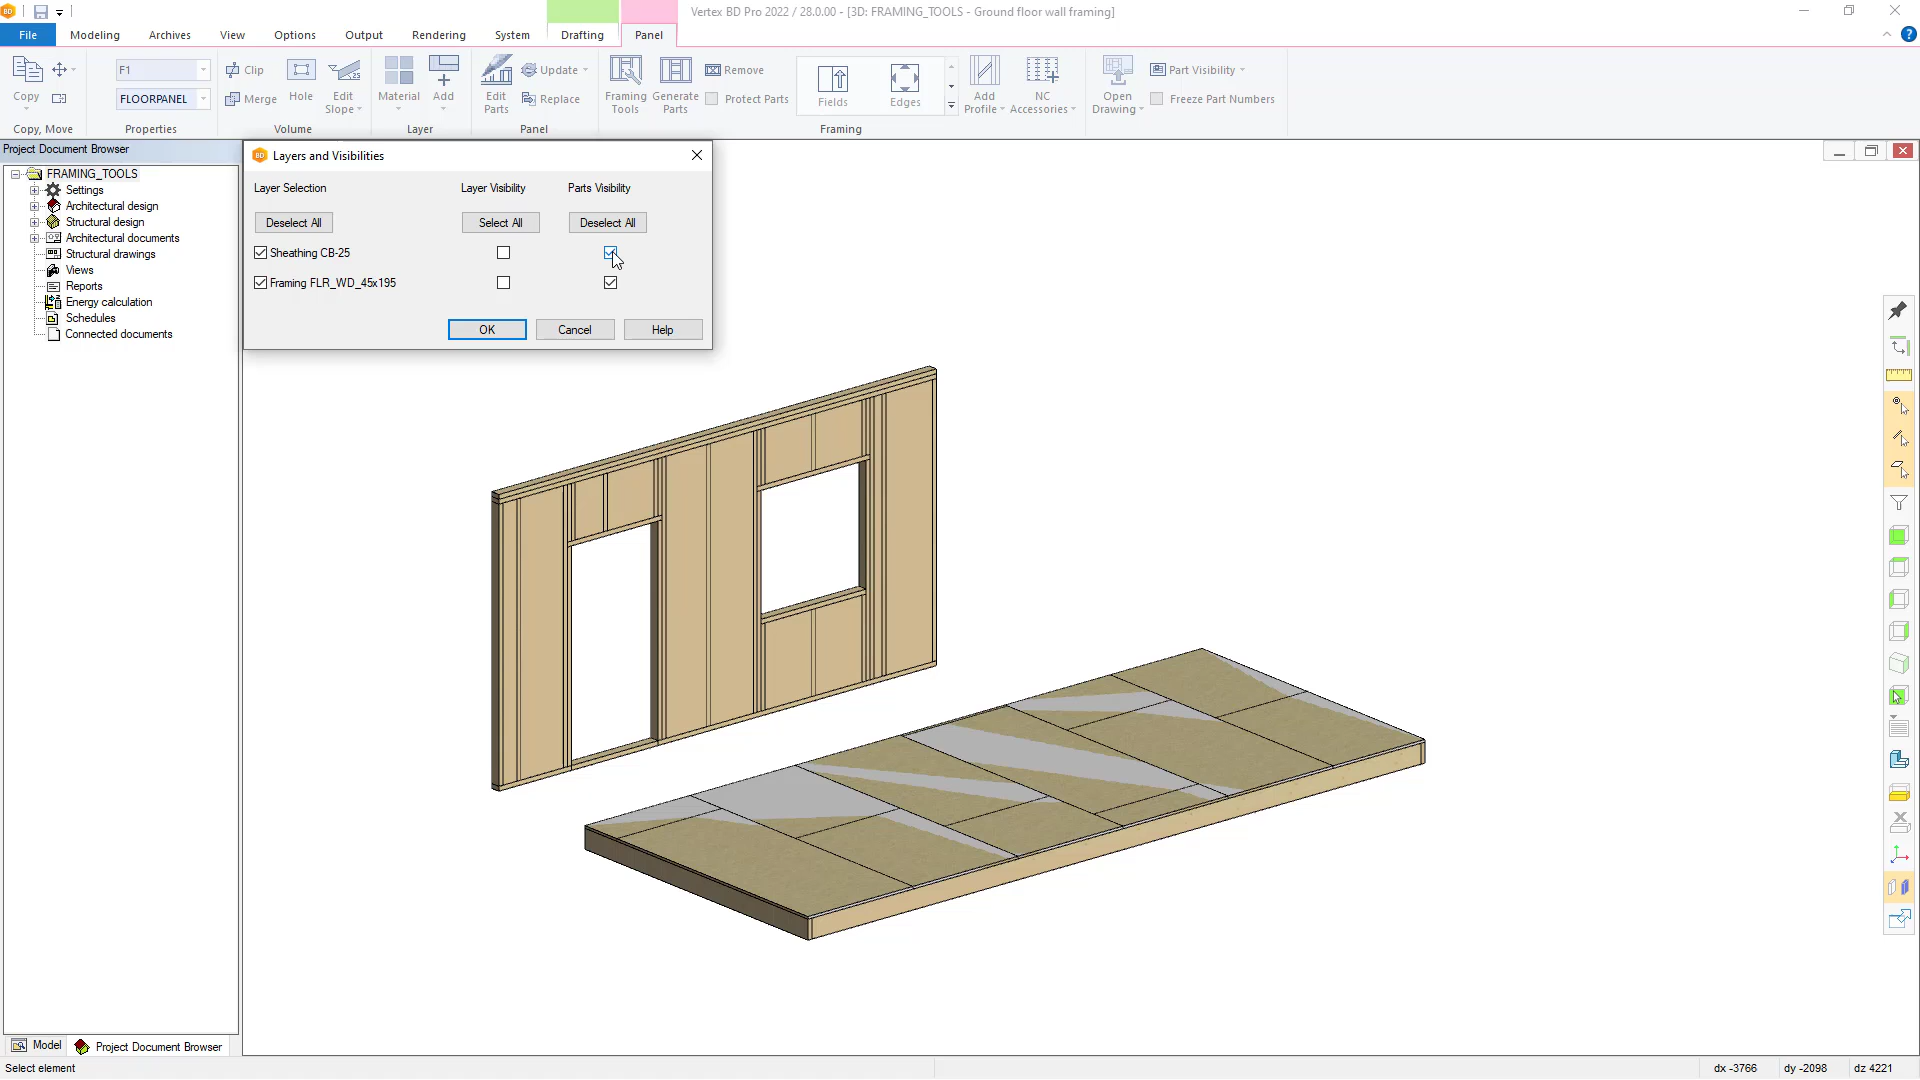 Vertex BD Pro 2022 / 28.0.00 - [3D: FRAMING_TOOLS - Ground floor wall framing]
File Modeling Archives View Options Output Rendering System Drafting Panel
Copy
Copy, Move
F1
FLOORPANEL
Properties
Clip
Merge
Hole
Edit
Slope
Volume
Material
Add
Layer
Edit
Parts
Update
Replace
Panel
Framing
Tools
Generate
Parts
Remove
Protect Parts
Fields
Edges
Add
Profile
NC
Accessories
Framing
Open
Drawing
Part Visibility
Freeze Part Numbers
Project Document Browser
FRAMING_TOOLS
Settings
Architectural design
Structural design
Architectural documents
Structural drawings
Views
Reports
Energy calculation
Schedules
Connected documents
BD Layers and Visibilities
Layer Selection Layer Visibility Parts Visibility
Deselect All Select All Deselect All
Sheathing CB-25
Framing FLR_WD_45x195
OK Cancel Help
Model Project Document Browser
Select element dx -3766 dy -2098 dz 4221